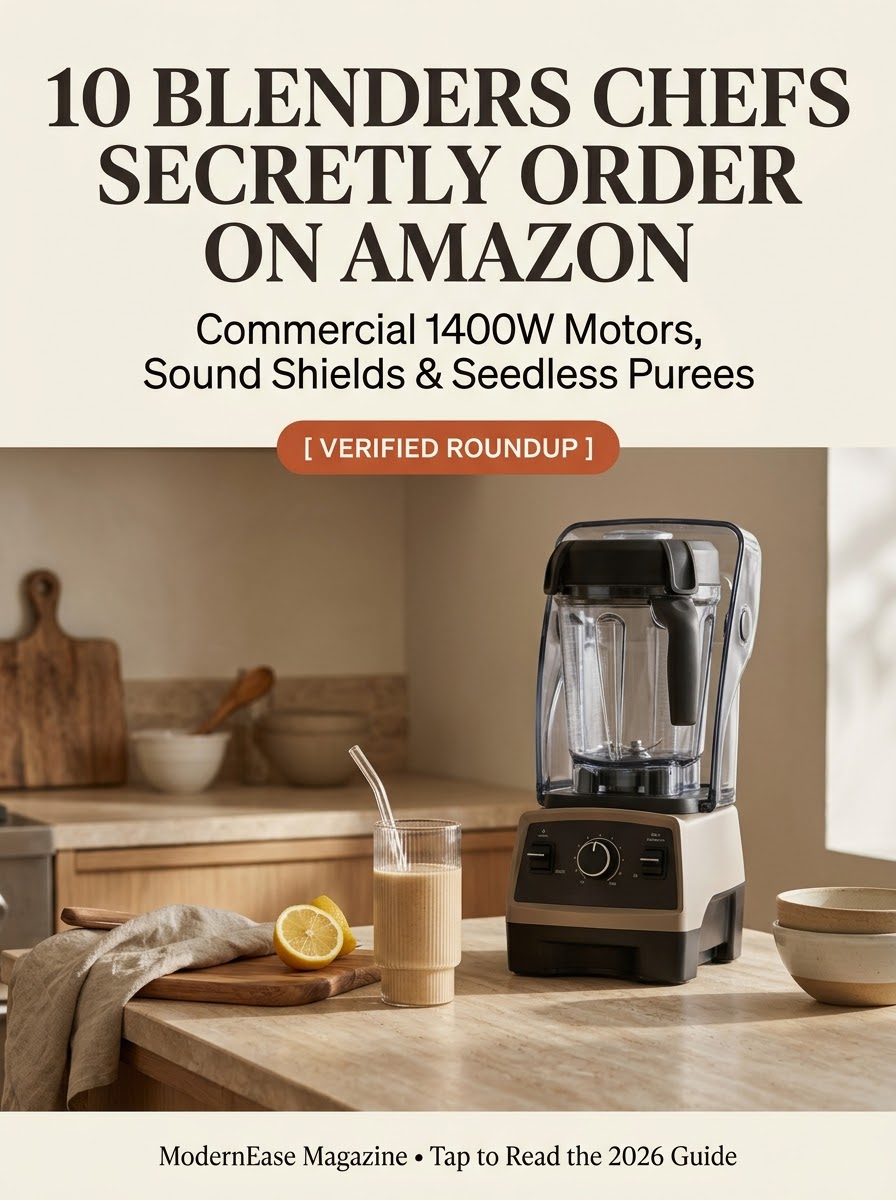 10 BLENDERS CHEFS
SECRETLY ORDER
ON AMAZON
Commercial 1400W Motors,
Sound Shields & Seedless Purees
[ VERIFIED ROUNDUP ]
ModernEase Magazine • Tap to Read the 2026 Guide